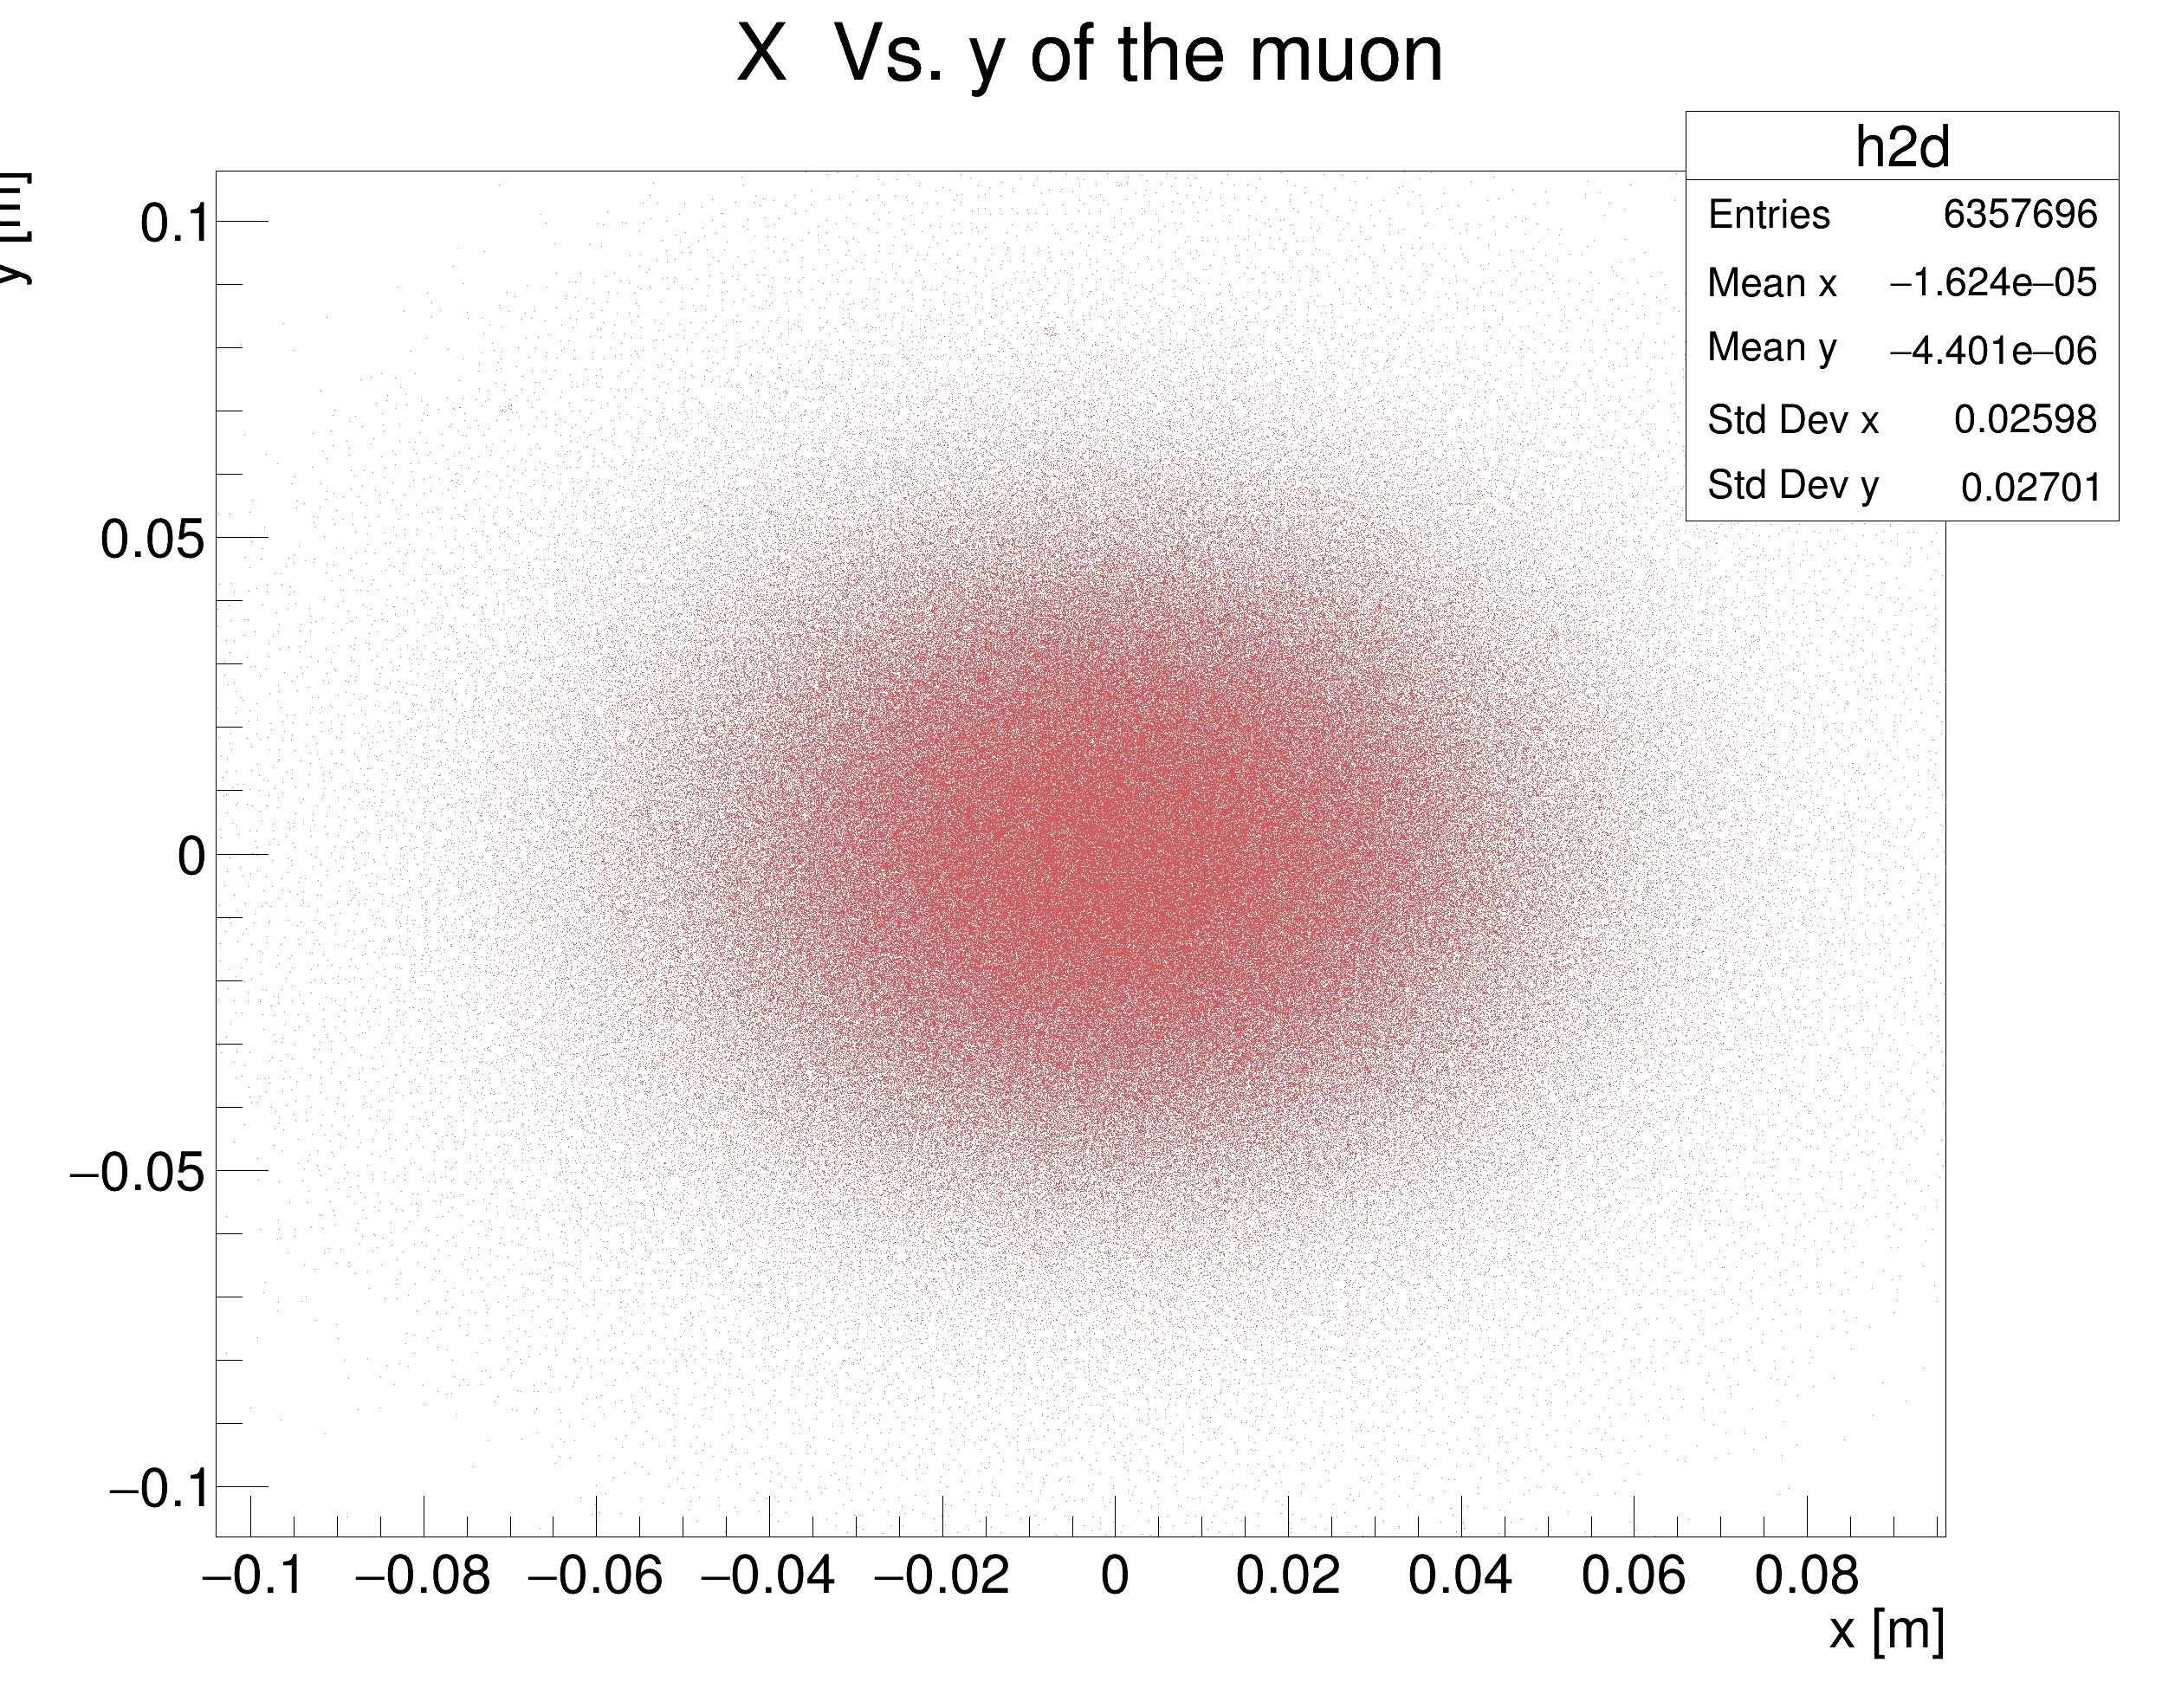 X Vs. y of the muon
h2d
Entries 6357696
Mean x −1.624e−05
Mean y −4.401e−06
Std Dev x 0.02598
Std Dev y 0.02701
y [m]
0.1
0.05
0
−0.05
−0.1
−0.1 −0.08 −0.06 −0.04 −0.02 0 0.02 0.04 0.06 0.08
x [m]